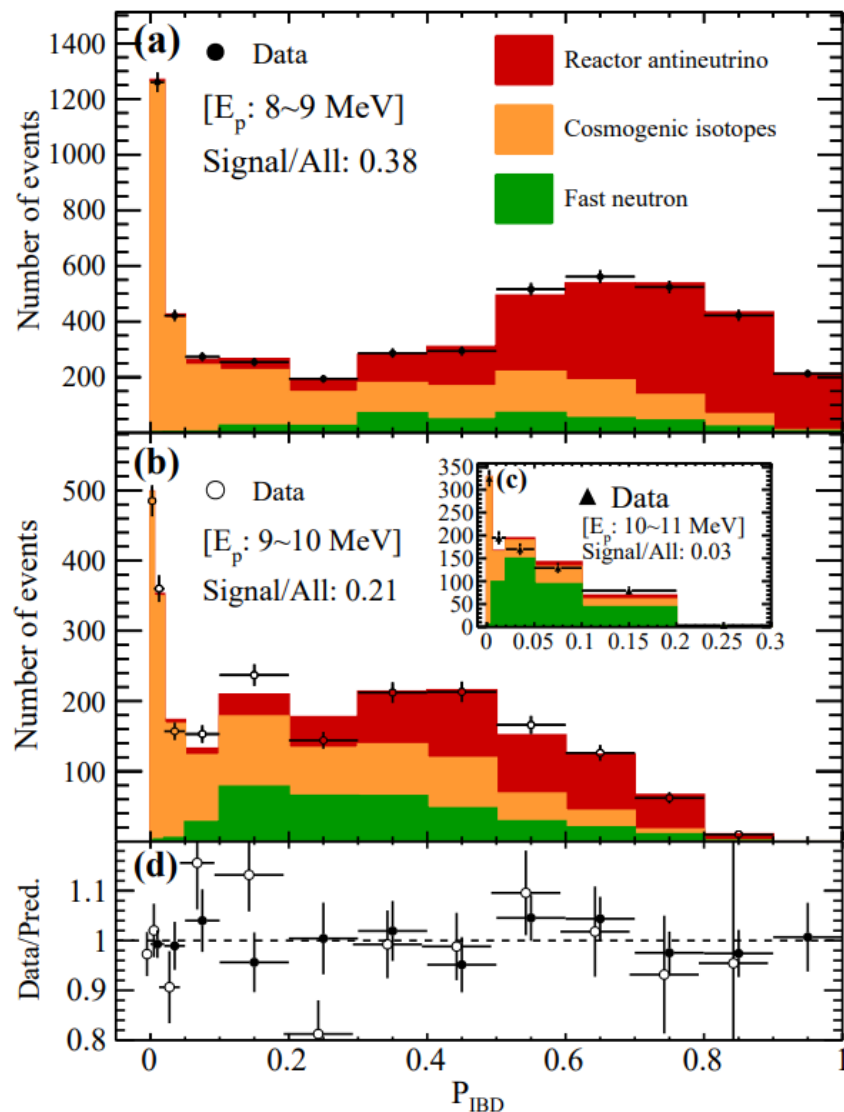 (a)
Data
[E_p: 8~9 MeV]
Signal/All: 0.38
Reactor antineutrino
Cosmogenic isotopes
Fast neutron
Number of events
1400
1200
1000
800
600
400
200
(b)
Data
[E_p: 9~10 MeV]
Signal/All: 0.21
Number of events
500
400
300
200
100
(c)
Data
[E_p: 10~11 MeV]
Signal/All: 0.03
350
300
250
200
150
100
50
0
0 0.05 0.1 0.15 0.2 0.25 0.3
(d)
Data/Pred.
1.1
1
0.9
0.8
0 0.2 0.4 0.6 0.8 1
P_IBD